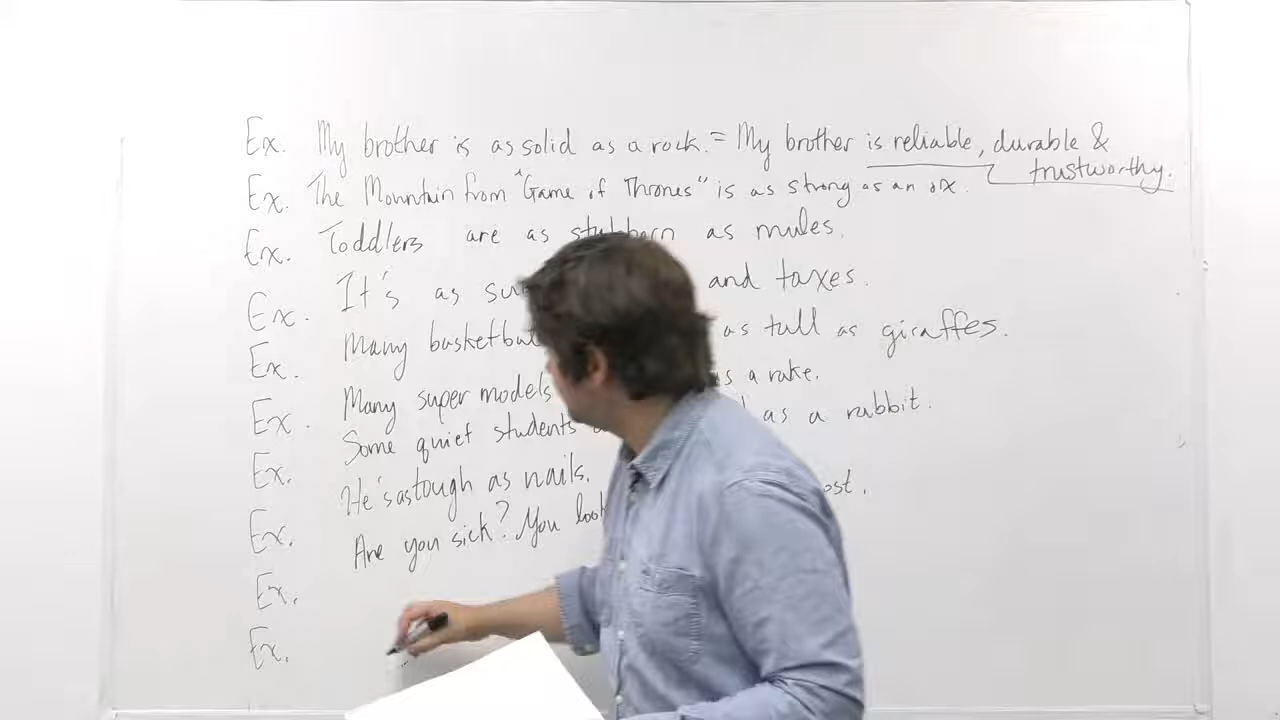 Ex. My brother is as solid as a rock. = My brother is reliable, durable &
trustworthy.
Ex. The Mountain from "Game of Thrones" is as strong as an ox.
Ex. Toddlers are as stubborn as mules.
Ex. It's as and taxes.
Ex. Many as tall as giraffes.
Ex. Many super models as a rake.
Ex. Some quiet students as a rabbit.
Ex. He's as tough as nails.
Ex. Are you sick? You look
Ex.